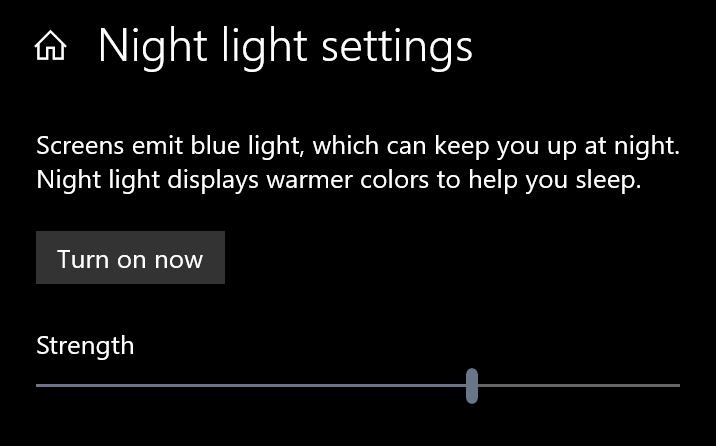 Night light settings
Screens emit blue light, which can keep you up at night.
Night light displays warmer colors to help you sleep.
Turn on now
Strength